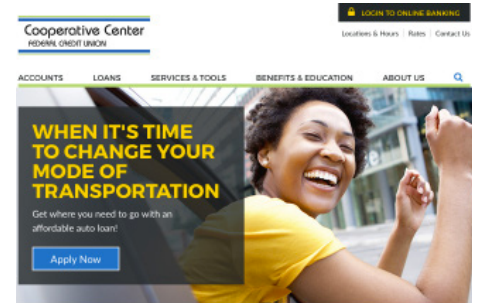 LOGIN TO ONLINE BANKING
Cooperative Center
FEDERAL CREDIT UNION
Locations & Hours | Rates | Contact Us
ACCOUNTS LOANS SERVICES & TOOLS BENEFITS & EDUCATION ABOUT US
WHEN IT'S TIME
TO CHANGE YOUR
MODE OF
TRANSPORTATION
Get where you need to go with an
affordable auto loan!
Apply Now